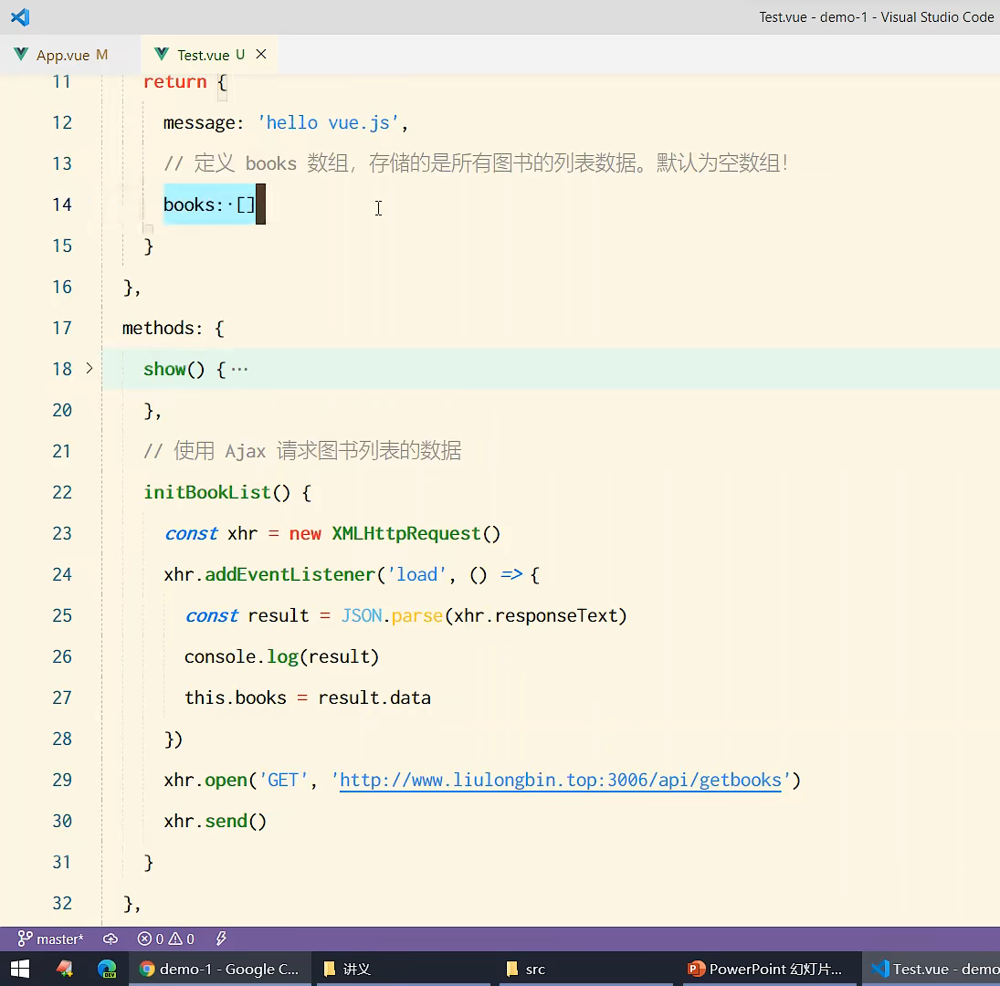 Test.vue - demo-1 - Visual Studio Code
App.vue M Test.vue U
11 return {
12 message: 'hello vue.js',
13 // 定义 books 数组，存储的是所有图书的列表数据。默认为空数组！
14 books: []
15 }
16 },
17 methods: {
18 show() {···
20 },
21 // 使用 Ajax 请求图书列表的数据
22 initBookList() {
23 const xhr = new XMLHttpRequest()
24 xhr.addEventListener('load', () => {
25 const result = JSON.parse(xhr.responseText)
26 console.log(result)
27 this.books = result.data
28 })
29 xhr.open('GET', 'http://www.liulongbin.top:3006/api/getbooks')
30 xhr.send()
31 }
32 },
master* 0 0
DEV demo-1 - Google C... 讲义 src PowerPoint 幻灯片... Test.vue - demo